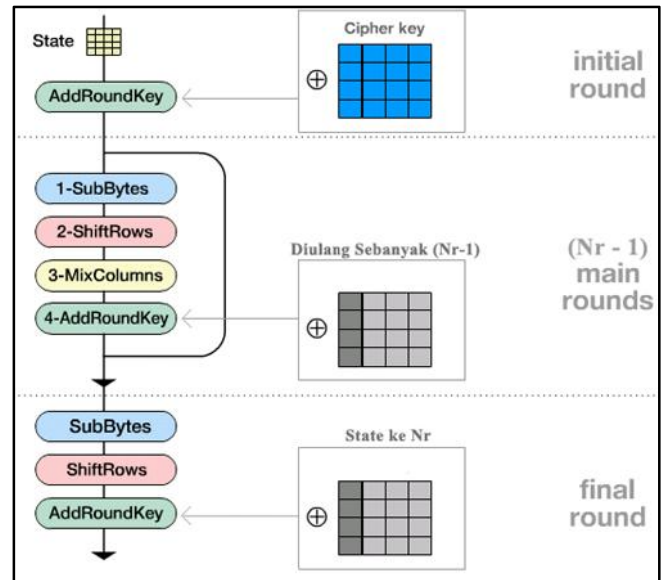 State
AddRoundKey
Cipher key
⊕
initial
round
1-SubBytes
2-ShiftRows
3-MixColumns
4-AddRoundKey
Diulang Sebanyak (Nr-1)
⊕
(Nr - 1)
main
rounds
SubBytes
ShiftRows
AddRoundKey
State ke Nr
⊕
final
round